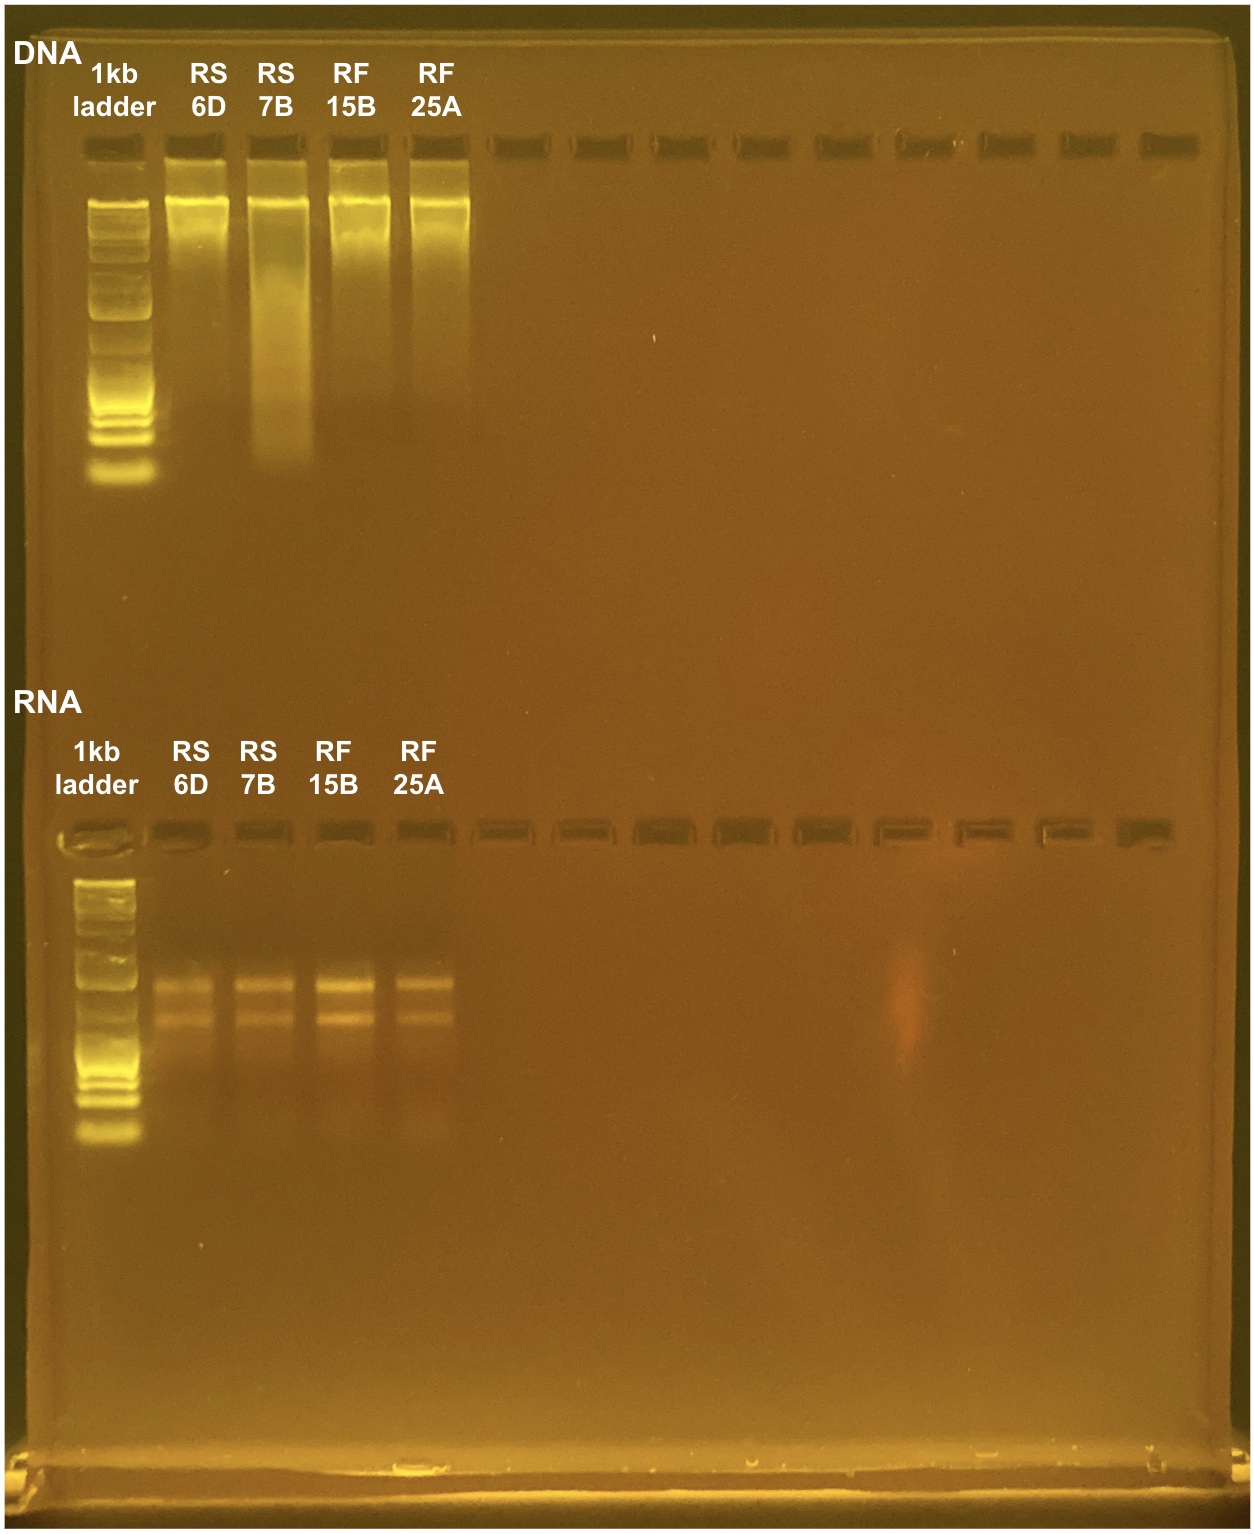 DNA
1kb RS RS RF RF
ladder 6D 7B 15B 25A
RNA
1kb RS RS RF RF
ladder 6D 7B 15B 25A